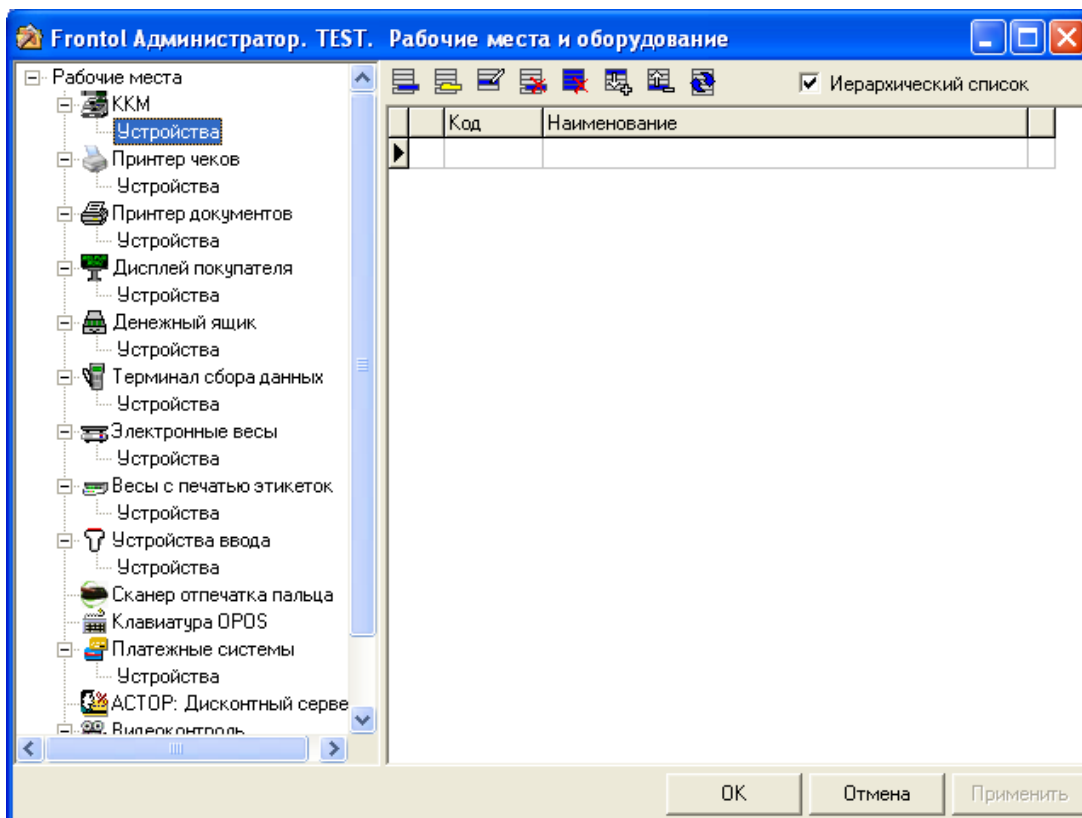 Frontol Администратор. TEST. Рабочие места и оборудование
Рабочие места
ККМ
Устройства
Принтер чеков
Устройства
Принтер документов
Устройства
Дисплей покупателя
Устройства
Денежный ящик
Устройства
Терминал сбора данных
Устройства
Электронные весы
Устройства
Весы с печатью этикеток
Устройства
Устройства ввода
Устройства
Сканер отпечатка пальца
Клавиатура OPOS
Платежные системы
Устройства
АСТОР: Дисконтный серве
Видеоконтроль
Иерархический список
Код Наименование
ОК Отмена Применить